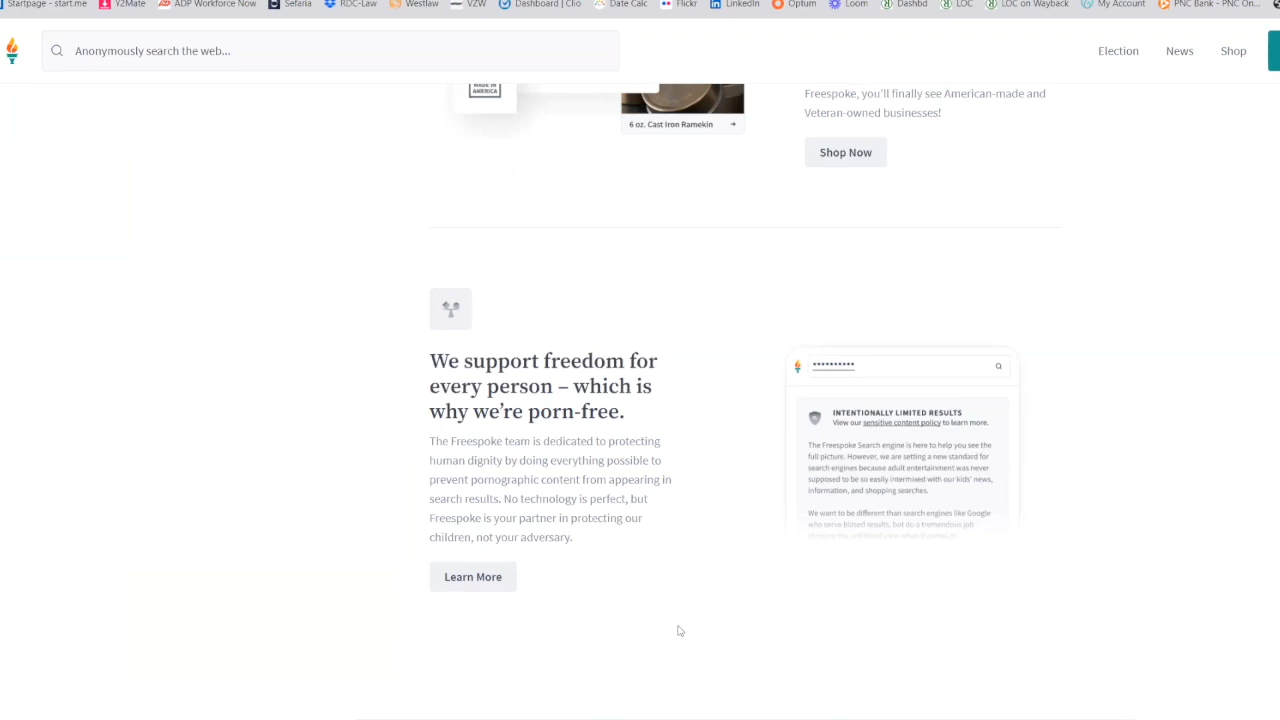 Startpage - start.me Y2Mate ADP Workforce Now Sefaria RDC-Law Westlaw VZW Dashboard | Clio Date Calc Flickr LinkedIn Optum Loom Dashbd LOC LOC on Wayback My Account PNC Bank - PNC On...
Anonymously search the web...
Election News Shop
MADE IN
AMERICA
6 oz. Cast Iron Ramekin
Freespoke, you'll finally see American-made and
Veteran-owned businesses!
Shop Now
We support freedom for
every person – which is
why we're porn-free.
The Freespoke team is dedicated to protecting
human dignity by doing everything possible to
prevent pornographic content from appearing in
search results. No technology is perfect, but
Freespoke is your partner in protecting our
children, not your adversary.
Learn More
**********
INTENTIONALLY LIMITED RESULTS
View our sensitive content policy to learn more.
The Freespoke Search engine is here to help you see the
full picture. However, we are setting a new standard for
search engines because adult entertainment was never
supposed to be so easily intermixed with our kids' news,
information, and shopping searches.
We want to be different than search engines like Google
who serve biased results, but do a tremendous job